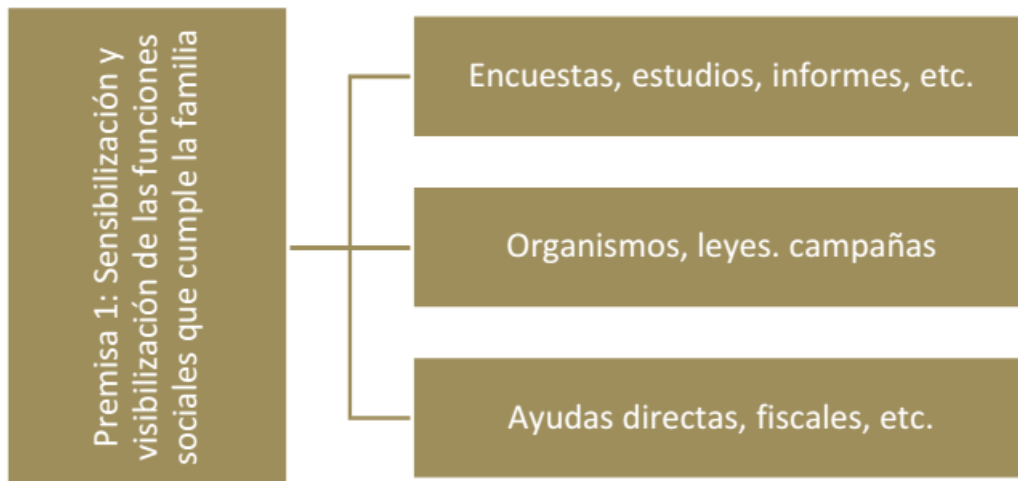 Premisa 1: Sensibilización y
visibilización de las funciones
sociales que cumple la familia
Encuestas, estudios, informes, etc.
Organismos, leyes. campañas
Ayudas directas, fiscales, etc.